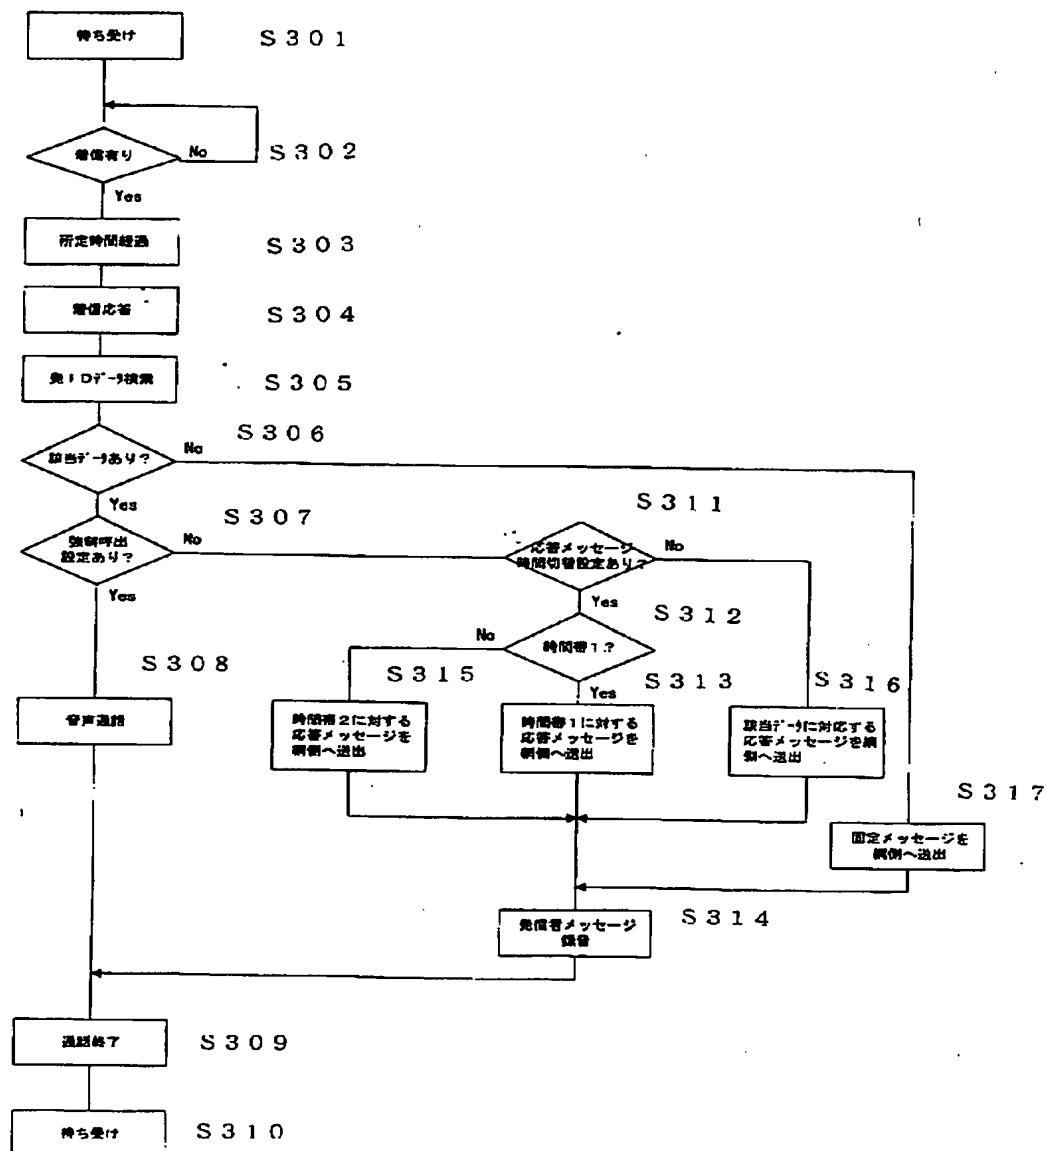 待ち受け
S301
着信有り
No
S302
Yes
所定時間経過
S303
着信応答
S304
発IDデータ検索
S305
S306
該当データあり?
No
Yes
S307
強制呼出
設定あり?
No
Yes
S311
応答メッセージ
時間切替設定あり?
No
Yes
S312
時間帯1?
No
Yes
S308
音声通話
S315
時間帯2に対する
応答メッセージを
網側へ送出
S313
時間帯1に対する
応答メッセージを
網側へ送出
S316
該当データに対応する
応答メッセージを網
側へ送出
S317
固定メッセージを
網側へ送出
S314
発信者メッセージ
録音
通話終了
S309
待ち受け
S310